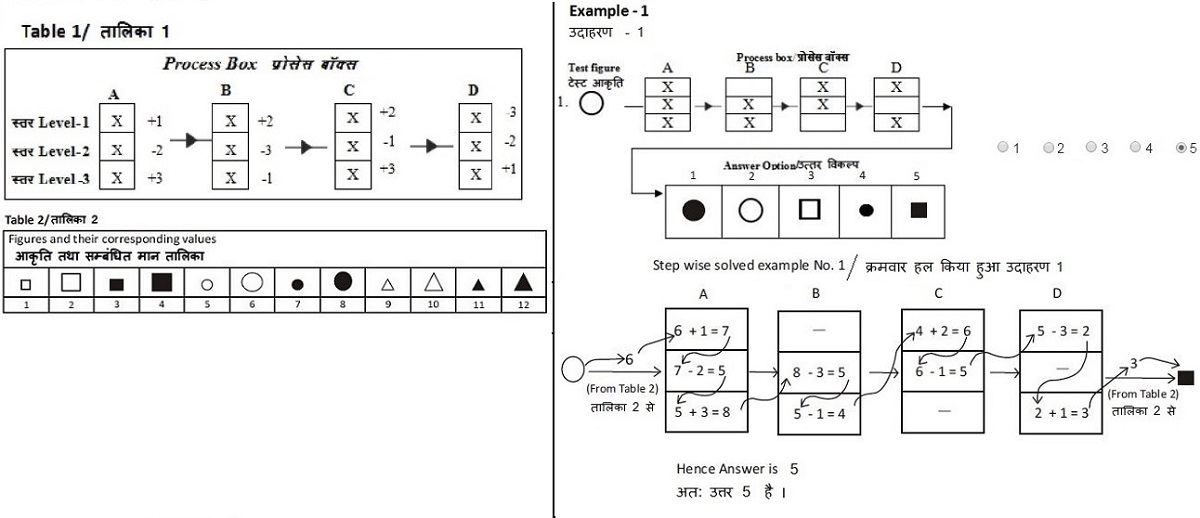 Table 1/ तालिका 1
Process Box प्रोसेस बॉक्स
A B C D
स्तर Level-1 X +1 X +2 X +2 X -3
स्तर Level-2 X -2 X -3 X -1 X -2
स्तर Level-3 X +3 X -1 X +3 X +1
Table 2/तालिका 2
Figures and their corresponding values
आकृति तथा सम्बंधित मान तालिका
1 2 3 4 5 6 7 8 9 10 11 12
Example - 1
उदाहरण - 1
Process box/प्रोसेस बॉक्स
Test figure A B C D
टेस्ट आकृति X X X
1. X X X
X X X
Answer Option/उत्तर विकल्प
1 2 3 4 5
1 2 3 4 5
Step wise solved example No. 1 / क्रमवार हल किया हुआ उदाहरण 1
A B C D
6 + 1 = 7 — 4 + 2 = 6 5 - 3 = 2
6 7 - 2 = 5 8 - 3 = 5 6 - 1 = 5 — 3
(From Table 2) (From Table 2)
तालिका 2 से 5 + 3 = 8 5 - 1 = 4 — 2 + 1 = 3 तालिका 2 से
Hence Answer is 5
अत: उत्तर 5 है ।